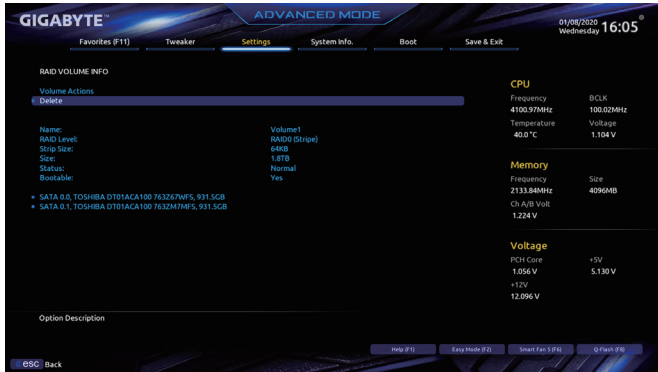 GIGABYTE™
ADVANCED MODE
01/08/2020 Wednesday 16:05
Favorites (F11) Tweaker Settings System Info. Boot Save & Exit
RAID VOLUME INFO
Volume Actions
Delete
Name: Volume1
RAID Level: RAID0 (Stripe)
Strip Size: 64KB
Size: 1.8TB
Status: Normal
Bootable: Yes
SATA 0.0, TOSHIBA DT01ACA100 763Z67WFS, 931.5GB
SATA 0.1, TOSHIBA DT01ACA100 763ZM7MFS, 931.5GB
CPU
Frequency BCLK
4100.97MHz 100.02MHz
Temperature Voltage
40.0 °C 1.104 V
Memory
Frequency Size
2133.84MHz 4096MB
Ch A/B Volt
1.224 V
Voltage
PCH Core +5V
1.056 V 5.130 V
+12V
12.096 V
Option Description
Help (F1) Easy Mode (F2) Smart Fan 5 (F6) Q-Flash (F8)
esc Back